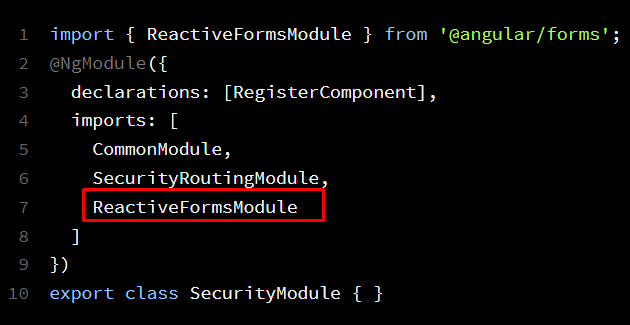 1 import { ReactiveFormsModule } from '@angular/forms';
2 @NgModule({
3   declarations: [RegisterComponent],
4   imports: [
5     CommonModule,
6     SecurityRoutingModule,
7     ReactiveFormsModule
8   ]
9 })
10 export class SecurityModule { }